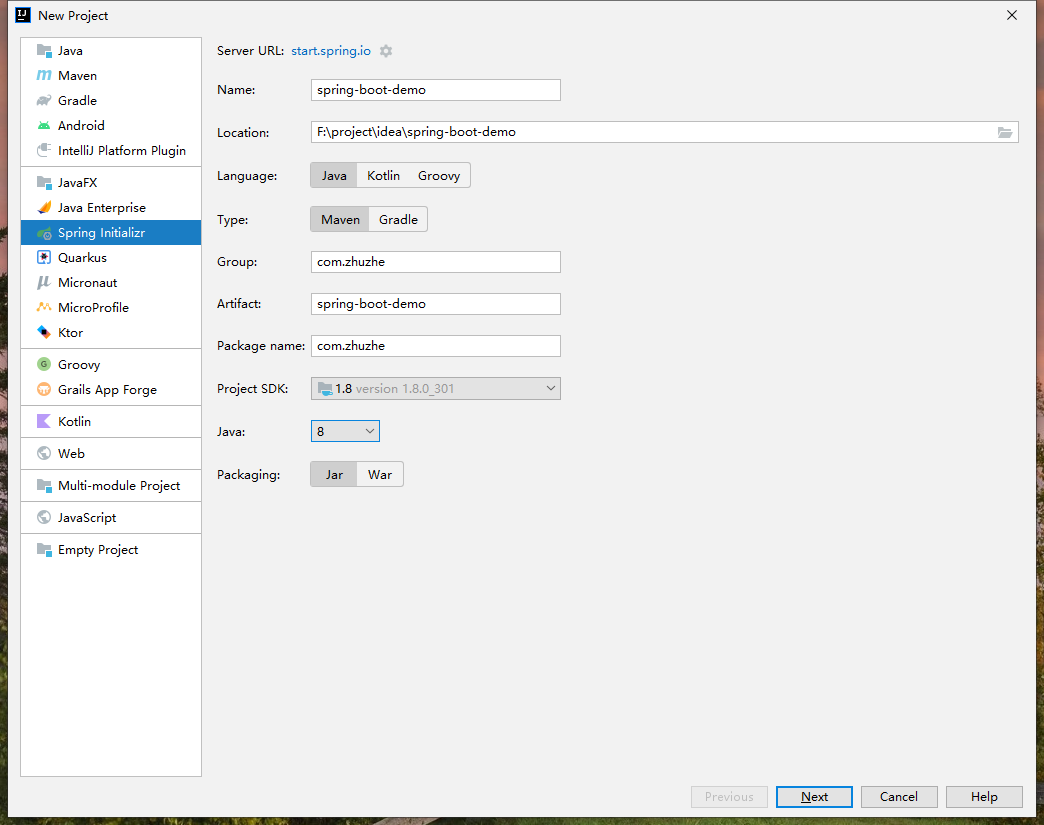 New Project
Java
Maven
Gradle
Android
IntelliJ Platform Plugin
JavaFX
Java Enterprise
Spring Initializr
Quarkus
Micronaut
MicroProfile
Ktor
Groovy
Grails App Forge
Kotlin
Web
Multi-module Project
JavaScript
Empty Project
Server URL: start.spring.io
Name: spring-boot-demo
Location: F:\project\idea\spring-boot-demo
Language: Java Kotlin Groovy
Type: Maven Gradle
Group: com.zhuzhe
Artifact: spring-boot-demo
Package name: com.zhuzhe
Project SDK: 1.8 version 1.8.0_301
Java: 8
Packaging: Jar War
Previous Next Cancel Help